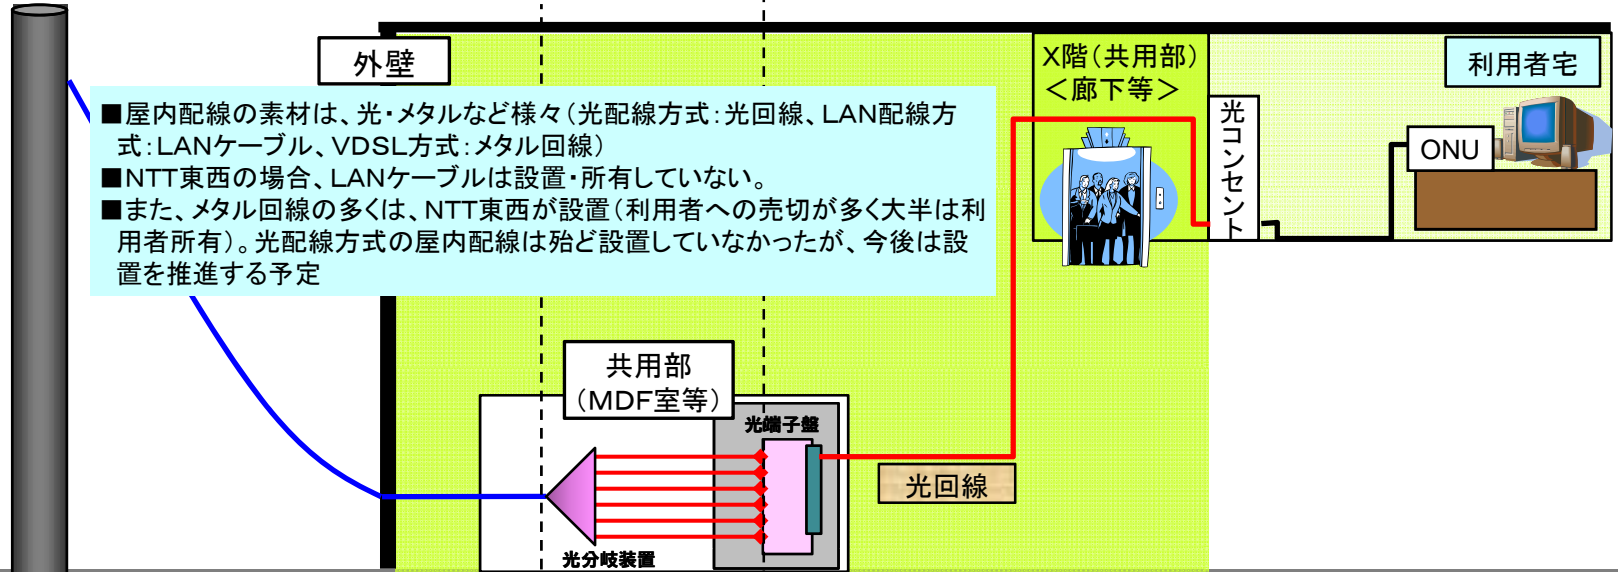 外壁
X階(共用部)
<廊下等>
利用者宅
■屋内配線の素材は、光・メタルなど様々(光配線方式:光回線、LAN配線方
式:LANケーブル、VDSL方式:メタル回線)
■NTT東西の場合、LANケーブルは設置・所有していない。
■また、メタル回線の多くは、NTT東西が設置(利用者への売切が多く大半は利
用者所有)。光配線方式の屋内配線は殆ど設置していなかったが、今後は設
置を推進する予定
光コンセント
ONU
共用部
(MDF室等)
光端子盤
光回線
光分岐装置